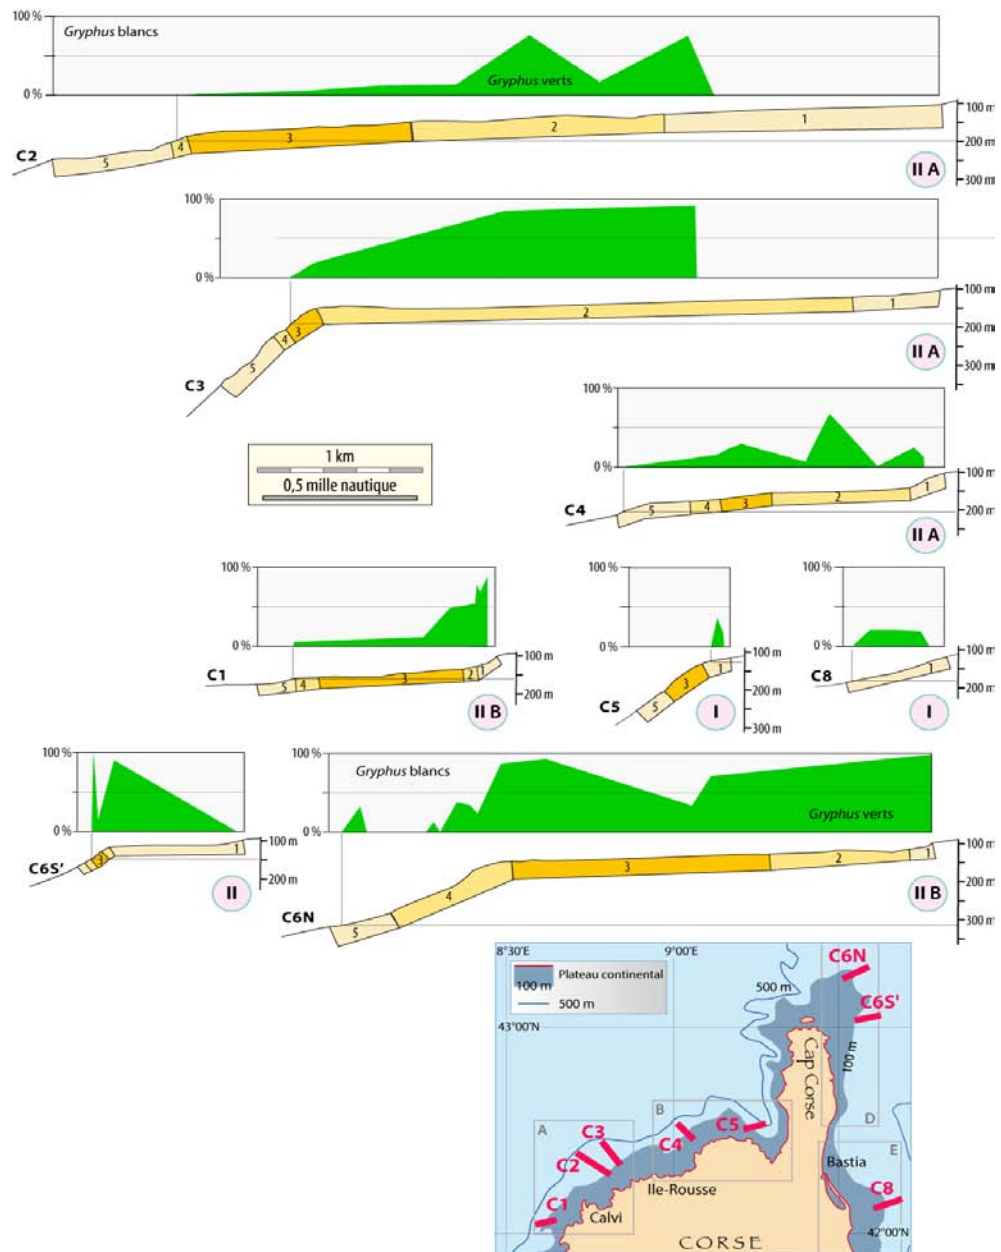 100 %
Gryphus blancs
Gryphus verts
0 %
100 m
200 m
300 m
1
2
3
4
5
C2
II A
100 %
0 %
100 m
200 m
300 m
1
2
3
4
5
C3
II A
100 %
0 %
1 km
0,5 mille nautique
100 m
200 m
1
2
3
4
5
C4
II A
100 %
0 %
C1
5
4
3
2
1
100 m
200 m
II B
100 %
0 %
C5
5
3
1
100 m
200 m
300 m
I
100 %
0 %
C8
1
100 m
200 m
I
100 %
0 %
C6S'
3
1
100 m
200 m
II
100 %
Gryphus blancs
Gryphus verts
0 %
C6N
5
4
3
2
1
100 m
200 m
300 m
II B
8°30'E
9°00'E
Plateau continental
100 m
500 m
500 m
C6N
C6S'
43°00'N
100 m
Cap Corse
A
B
C3
C2
C4
C5
D
E
Bastia
Ile-Rousse
C1
Calvi
C8
CORSE
42°00'N